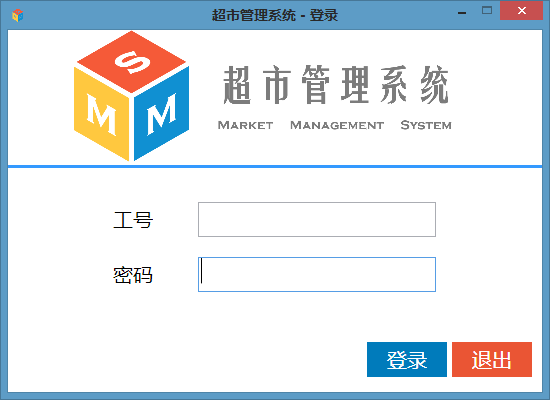 超市管理系统 - 登录
S
M M
超市管理系统
MARKET MANAGEMENT SYSTEM
工号
密码
登录 退出